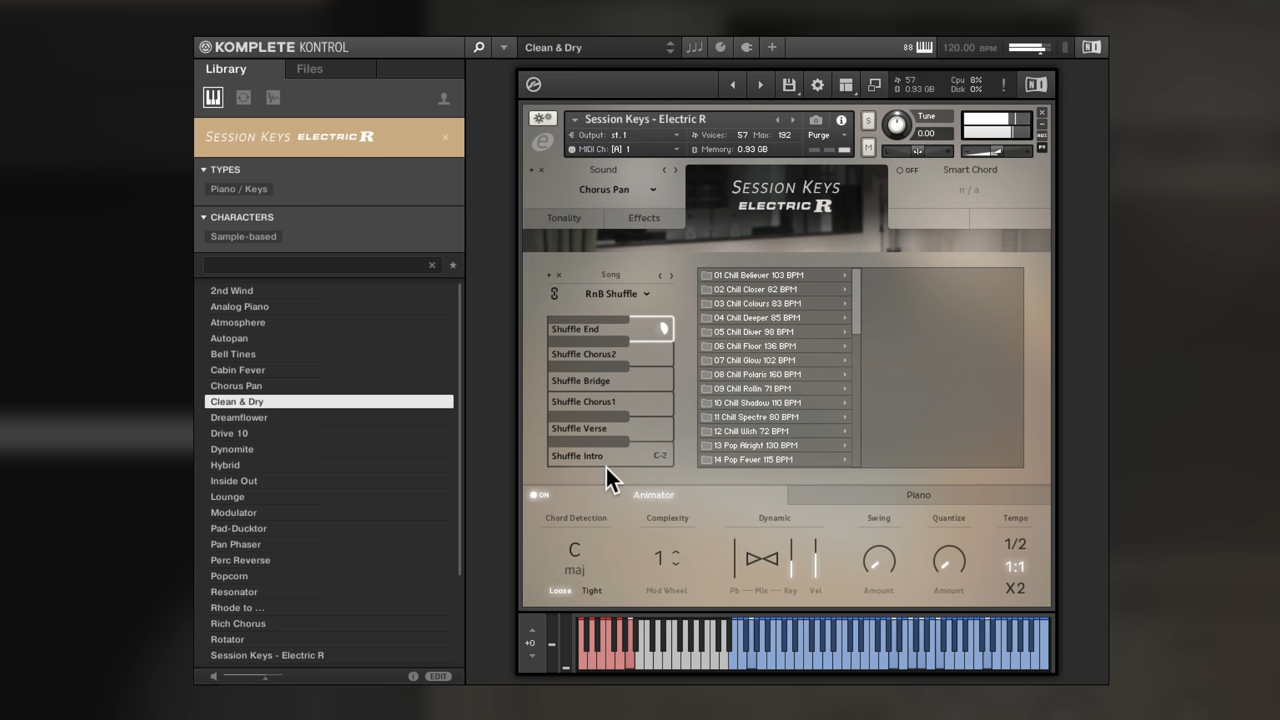 KOMPLETE KONTROL
Clean & Dry
88
120.00 BPM
Library
Files
SESSION KEYS ELECTRIC R
TYPES
Piano / Keys
CHARACTERS
Sample-based
2nd Wind
Analog Piano
Atmosphere
Autopan
Bell Tines
Cabin Fever
Chorus Pan
Clean & Dry
Dreamflower
Drive 10
Dynomite
Hybrid
Inside Out
Lounge
Modulator
Pad-Ducktor
Pan Phaser
Perc Reverse
Popcorn
Resonator
Rhode to ...
Rich Chorus
Rotator
Session Keys - Electric R
EDIT
57
0.93 GB
Cpu 8%
Disk 0%
Session Keys - Electric R
Output: st. 1
Voices: 57 Max: 192
Purge
MIDI Ch: [A] 1
Memory: 0.93 GB
S
M
Tune
0.00
AUX
PV
Sound
Chorus Pan
Tonality
Effects
SESSION KEYS
ELECTRIC R
OFF
Smart Chord
n / a
Song
RnB Shuffle
Shuffle End
Shuffle Chorus2
Shuffle Bridge
Shuffle Chorus1
Shuffle Verse
Shuffle Intro C-2
01 Chill Believer 103 BPM
02 Chill Closer 82 BPM
03 Chill Colours 83 BPM
04 Chill Deeper 85 BPM
05 Chill Diver 98 BPM
06 Chill Floor 136 BPM
07 Chill Glow 102 BPM
08 Chill Polaris 160 BPM
09 Chill Rollin 71 BPM
10 Chill Shadow 110 BPM
11 Chill Spectre 80 BPM
12 Chill Wish 72 BPM
13 Pop Alright 130 BPM
14 Pop Fever 115 BPM
ON
Animator
Piano
Chord Detection
Complexity
Dynamic
Swing
Quantize
Tempo
C
maj
1
1/2
1:1
X2
Loose Tight
Mod Wheel
Pb — Mix — Key
Vel
Amount
Amount
+0